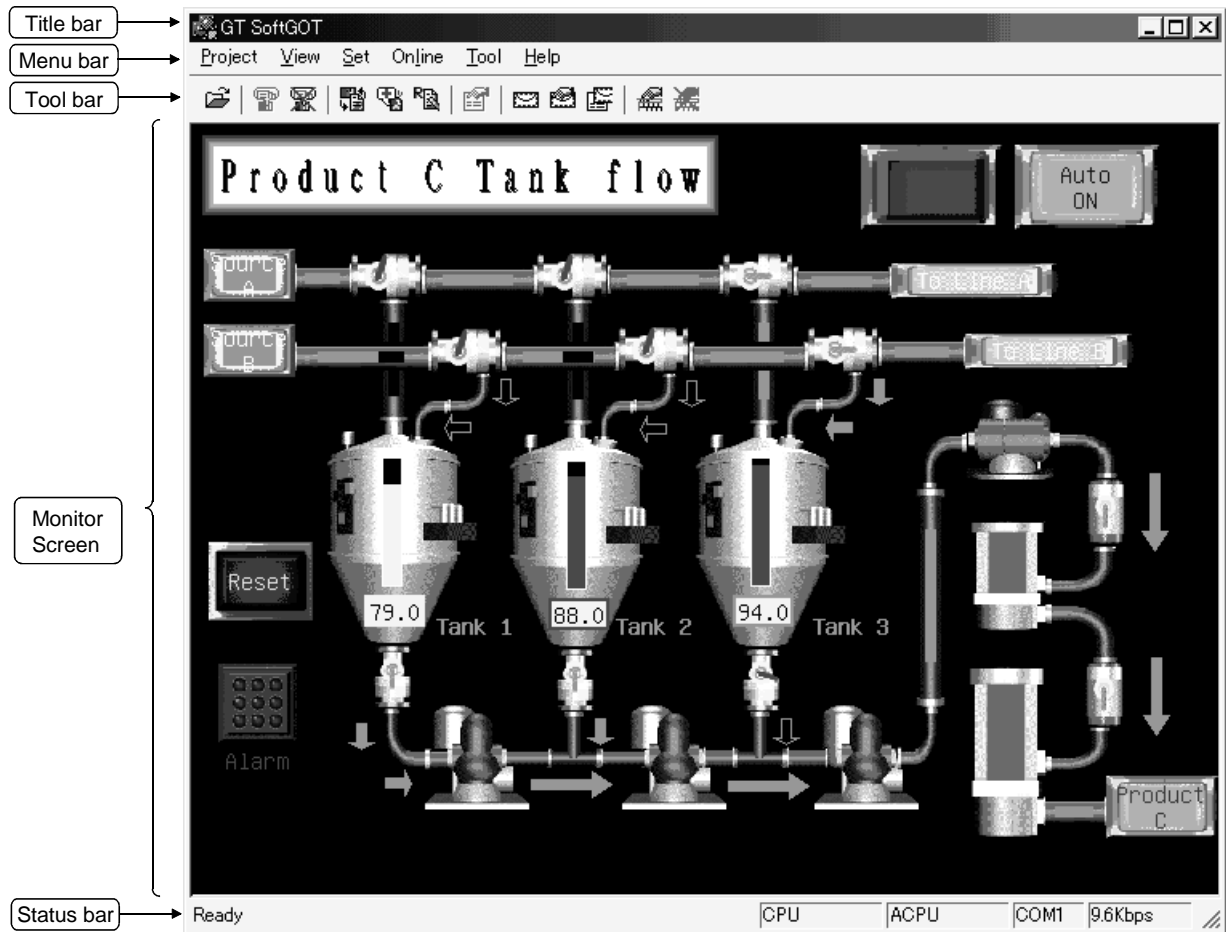 Title bar
GT SoftGOT
Menu bar
Project View Set Online Tool Help
Tool bar
Product C Tank flow
Auto
ON
Source
A
To Line A
Source
B
To Line B
Monitor
Screen
Reset
79.0
Tank 1
88.0
Tank 2
94.0
Tank 3
Alarm
Product
C
Status bar
Ready
CPU
ACPU
COM1
9.6Kbps